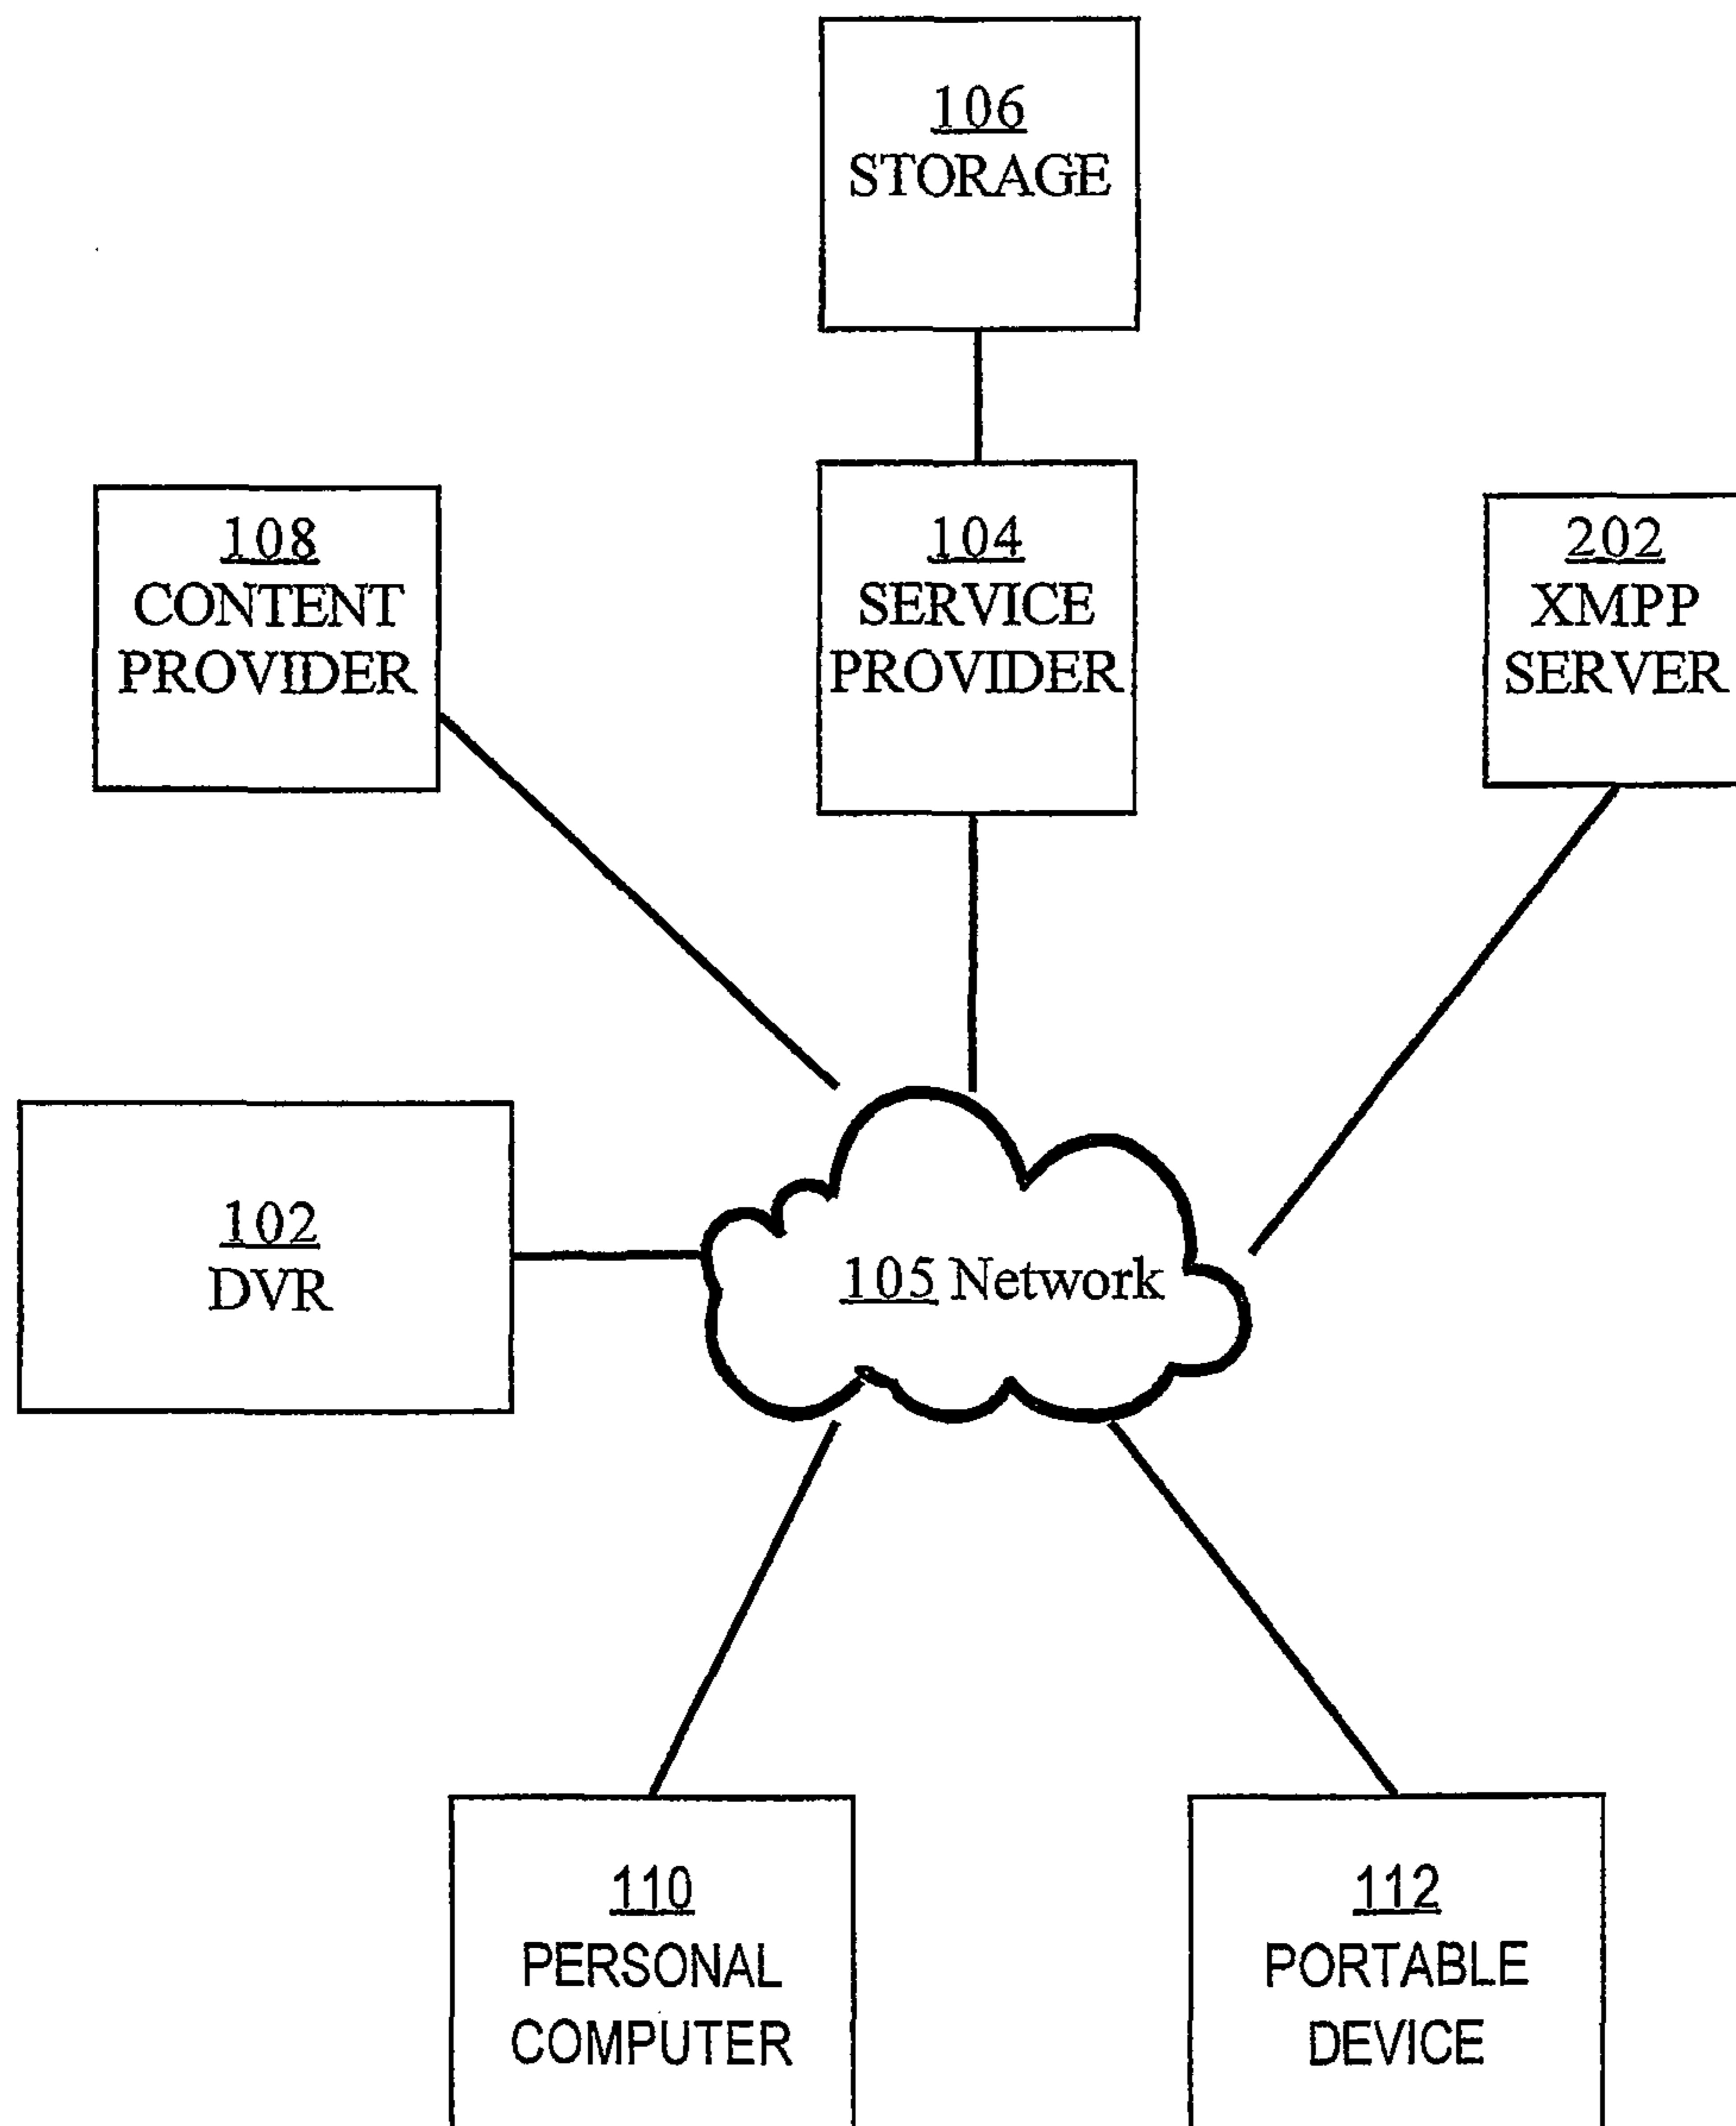 106
STORAGE
108
CONTENT
PROVIDER
104
SERVICE
PROVIDER
202
XMPP
SERVER
102
DVR
105 Network
110
PERSONAL
COMPUTER
112
PORTABLE
DEVICE